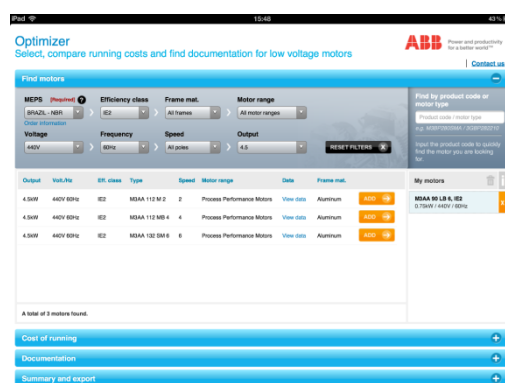 iPad 15:48 43%
Optimizer
Select, compare running costs and find documentation for low voltage motors
ABB Power and productivity
for a better world™
Contact us
Find motors
MEPS [Required] ? Efficiency class Frame mat. Motor range
BRAZIL - NBR IE2 All frames All motor ranges
Order information
Voltage Frequency Speed Output
440V 60Hz All poles 4.5 RESET FILTERS X
Find by product code or
motor type
Product code / motor type
Input the product code to quickly
find the motor you are looking
for.
Output Volt./Hz Eff. class Type Speed Motor range Data Frame mat.
4.5kW 440V 60Hz IE2 M3AA 112 M 2 2 Process Performance Motors View data Aluminum ADD
4.5kW 440V 60Hz IE2 M3AA 112 MB 4 4 Process Performance Motors View data Aluminum ADD
4.5kW 440V 60Hz IE2 M3AA 132 SM 6 6 Process Performance Motors View data Aluminum ADD
My motors
M3AA 90 LB 6, IE2
0.75kW / 440V / 60Hz
A total of 3 motors found.
Cost of running
Documentation
Summary and export